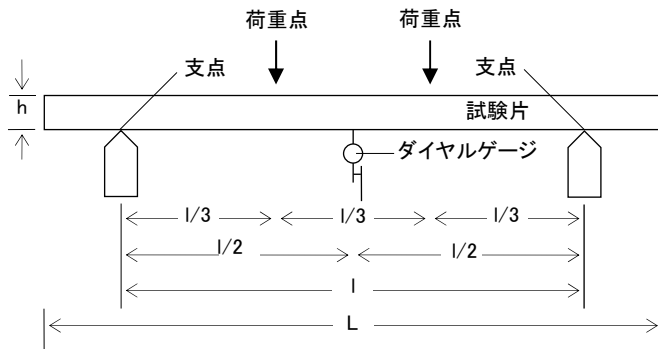 荷重点 荷重点
支点 支点
h 試験片
ダイヤルゲージ
l/3 l/3 l/3
l/2 l/2
l
L